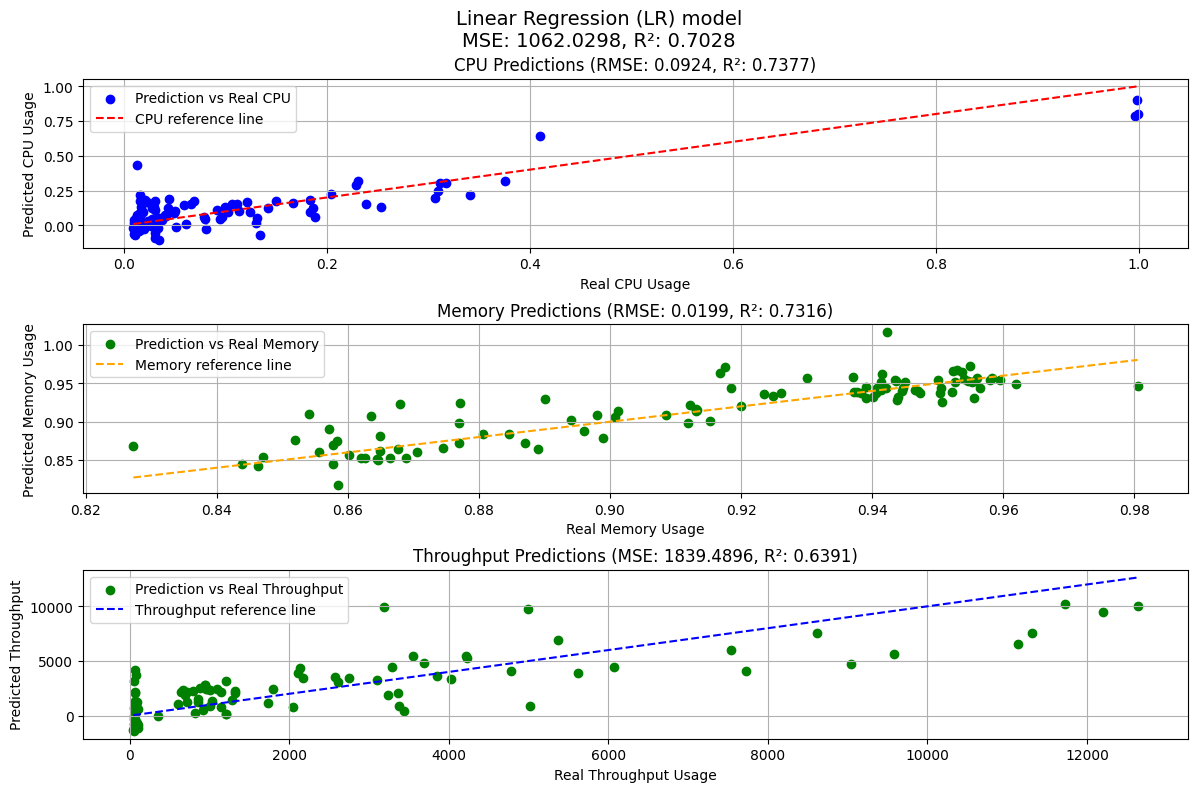 Linear Regression (LR) model
MSE: 1062.0298, R²: 0.7028
CPU Predictions (RMSE: 0.0924, R²: 0.7377)
Predicted CPU Usage
1.00
0.75
0.50
0.25
0.00
Prediction vs Real CPU
CPU reference line
0.0 0.2 0.4 0.6 0.8 1.0
Real CPU Usage
Memory Predictions (RMSE: 0.0199, R²: 0.7316)
Predicted Memory Usage
1.00
0.95
0.90
0.85
Prediction vs Real Memory
Memory reference line
0.82 0.84 0.86 0.88 0.90 0.92 0.94 0.96 0.98
Real Memory Usage
Throughput Predictions (MSE: 1839.4896, R²: 0.6391)
Predicted Throughput
10000
5000
0
Prediction vs Real Throughput
Throughput reference line
0 2000 4000 6000 8000 10000 12000
Real Throughput Usage